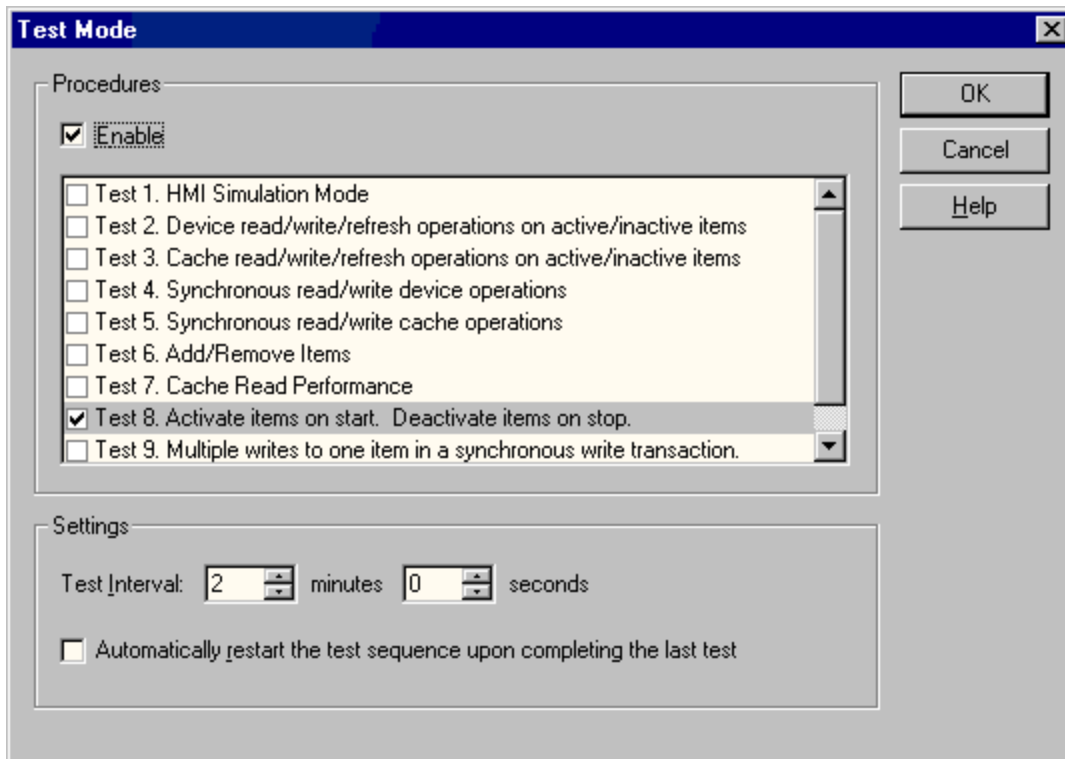 Test Mode
Procedures
OK
Enable
Cancel
Test 1. HMI Simulation Mode
Help
Test 2. Device read/write/refresh operations on active/inactive items
Test 3. Cache read/write/refresh operations on active/inactive items
Test 4. Synchronous read/write device operations
Test 5. Synchronous read/write cache operations
Test 6. Add/Remove Items
Test 7. Cache Read Performance
Test 8. Activate items on start.  Deactivate items on stop.
Test 9. Multiple writes to one item in a synchronous write transaction.
Settings
Test Interval: 2 minutes 0 seconds
Automatically restart the test sequence upon completing the last test